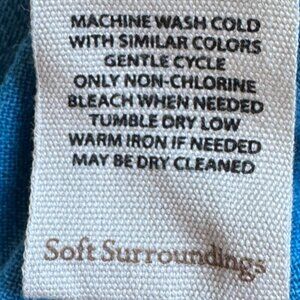 MACHINE WASH COLD
WITH SIMILAR COLORS
GENTLE CYCLE
ONLY NON-CHLORINE
BLEACH WHEN NEEDED
TUMBLE DRY LOW
WARM IRON IF NEEDED
MAY BE DRY CLEANED
Soft Surroundings